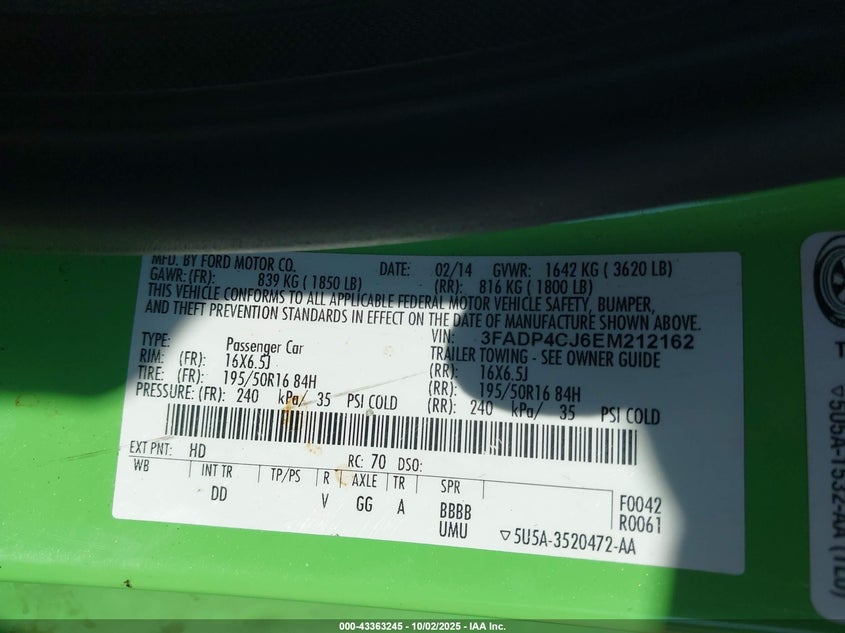 MFD. BY FORD MOTOR CO. DATE: 02/14 GVWR: 1642 KG ( 3620 LB)
GAWR: (FR): 839 KG ( 1850 LB) (RR): 816 KG ( 1800 LB)
THIS VEHICLE CONFORMS TO ALL APPLICABLE FEDERAL MOTOR VEHICLE SAFETY, BUMPER,
AND THEFT PREVENTION STANDARDS IN EFFECT ON THE DATE OF MANUFACTURE SHOWN ABOVE.
VIN: 3FADP4CJ6EM212162
TYPE: Passenger Car TRAILER TOWING - SEE OWNER GUIDE
RIM: (FR): 16X6.5J (RR): 16X6.5J
TIRE: (FR): 195/50R16 84H (RR): 195/50R16 84H
PRESSURE: (FR): 240 kPa/ 35 PSI COLD (RR): 240 kPa/ 35 PSI COLD
EXT PNT: HD RC: 70 DSO:
WB INT TR TP/PS R AXLE TR SPR F0042
DD V GG A BBBB R0061
UMU ▽5U5A-3520472-AA
T
▽5U5A-1532-AA (TLD)
000-43363245 - 10/02/2025 - IAA Inc.